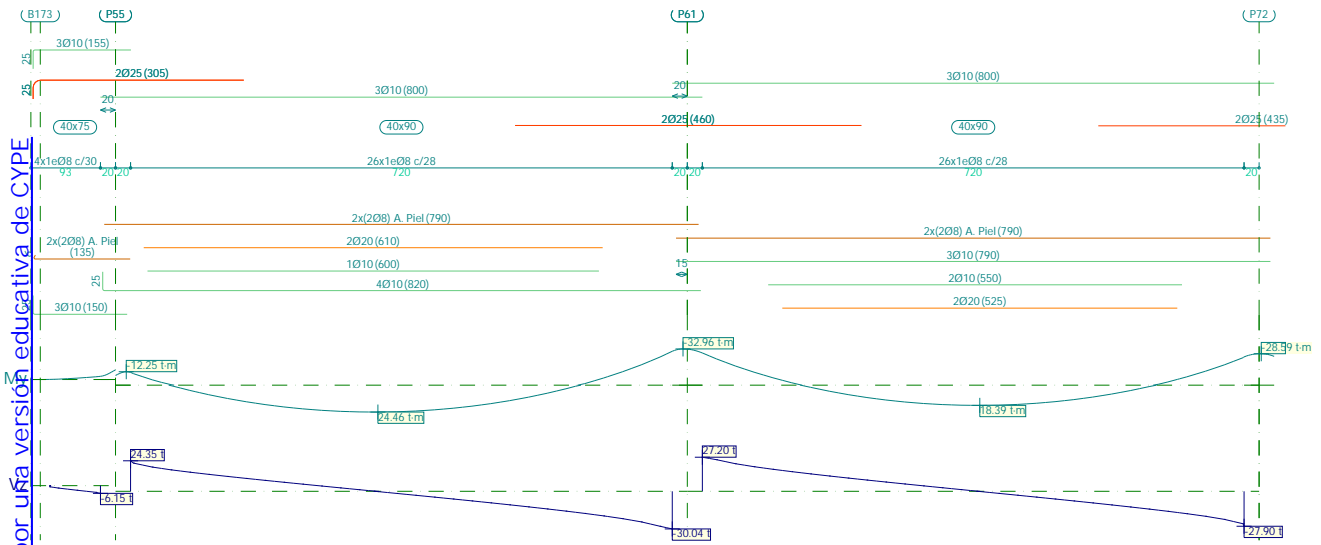 B173 P55 P61 P72
3Ø10 (155)
25
2Ø25 (305)
25
3Ø10 (800)
3Ø10 (800)
20
20
40x75 40x90 2Ø25 (460) 40x90 2Ø25 (435)
4x1eØ8 c/30 26x1eØ8 c/28 26x1eØ8 c/28
93 20 20 720 20 20 720 20
2x(2Ø8) A. Piel (790)
2x(2Ø8) A. Piel (790)
2x(2Ø8) A. Piel
(135)
2Ø20 (610)
3Ø10 (790)
1Ø10 (600)
15
25
4Ø10 (820)
2Ø10 (550)
3Ø10 (150)
2Ø20 (525)
-12.25 t·m
-32.96 t·m
-28.59 t·m
24.46 t·m
18.39 t·m
24.35 t
27.20 t
-6.15 t
-30.04 t
-27.90 t
por una versión educativa de CYPE